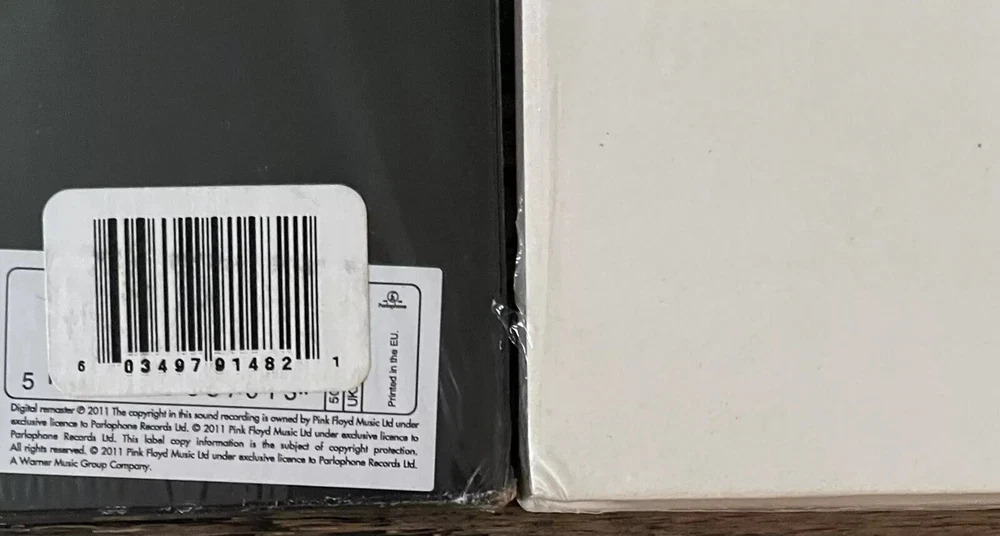 6 03497 91482 1
Parlophone
5
Printed in the EU.
UK:
Digital remaster ℗ 2011 The copyright in this sound recording is owned by Pink Floyd Music Ltd under
exclusive licence to Parlophone Records Ltd. © 2011 Pink Floyd Music Ltd under exclusive licence to
Parlophone Records Ltd. This label copy information is the subject of copyright protection.
All rights reserved. © 2011 Pink Floyd Music Ltd under exclusive licence to Parlophone Records Ltd.
A Warner Music Group Company.